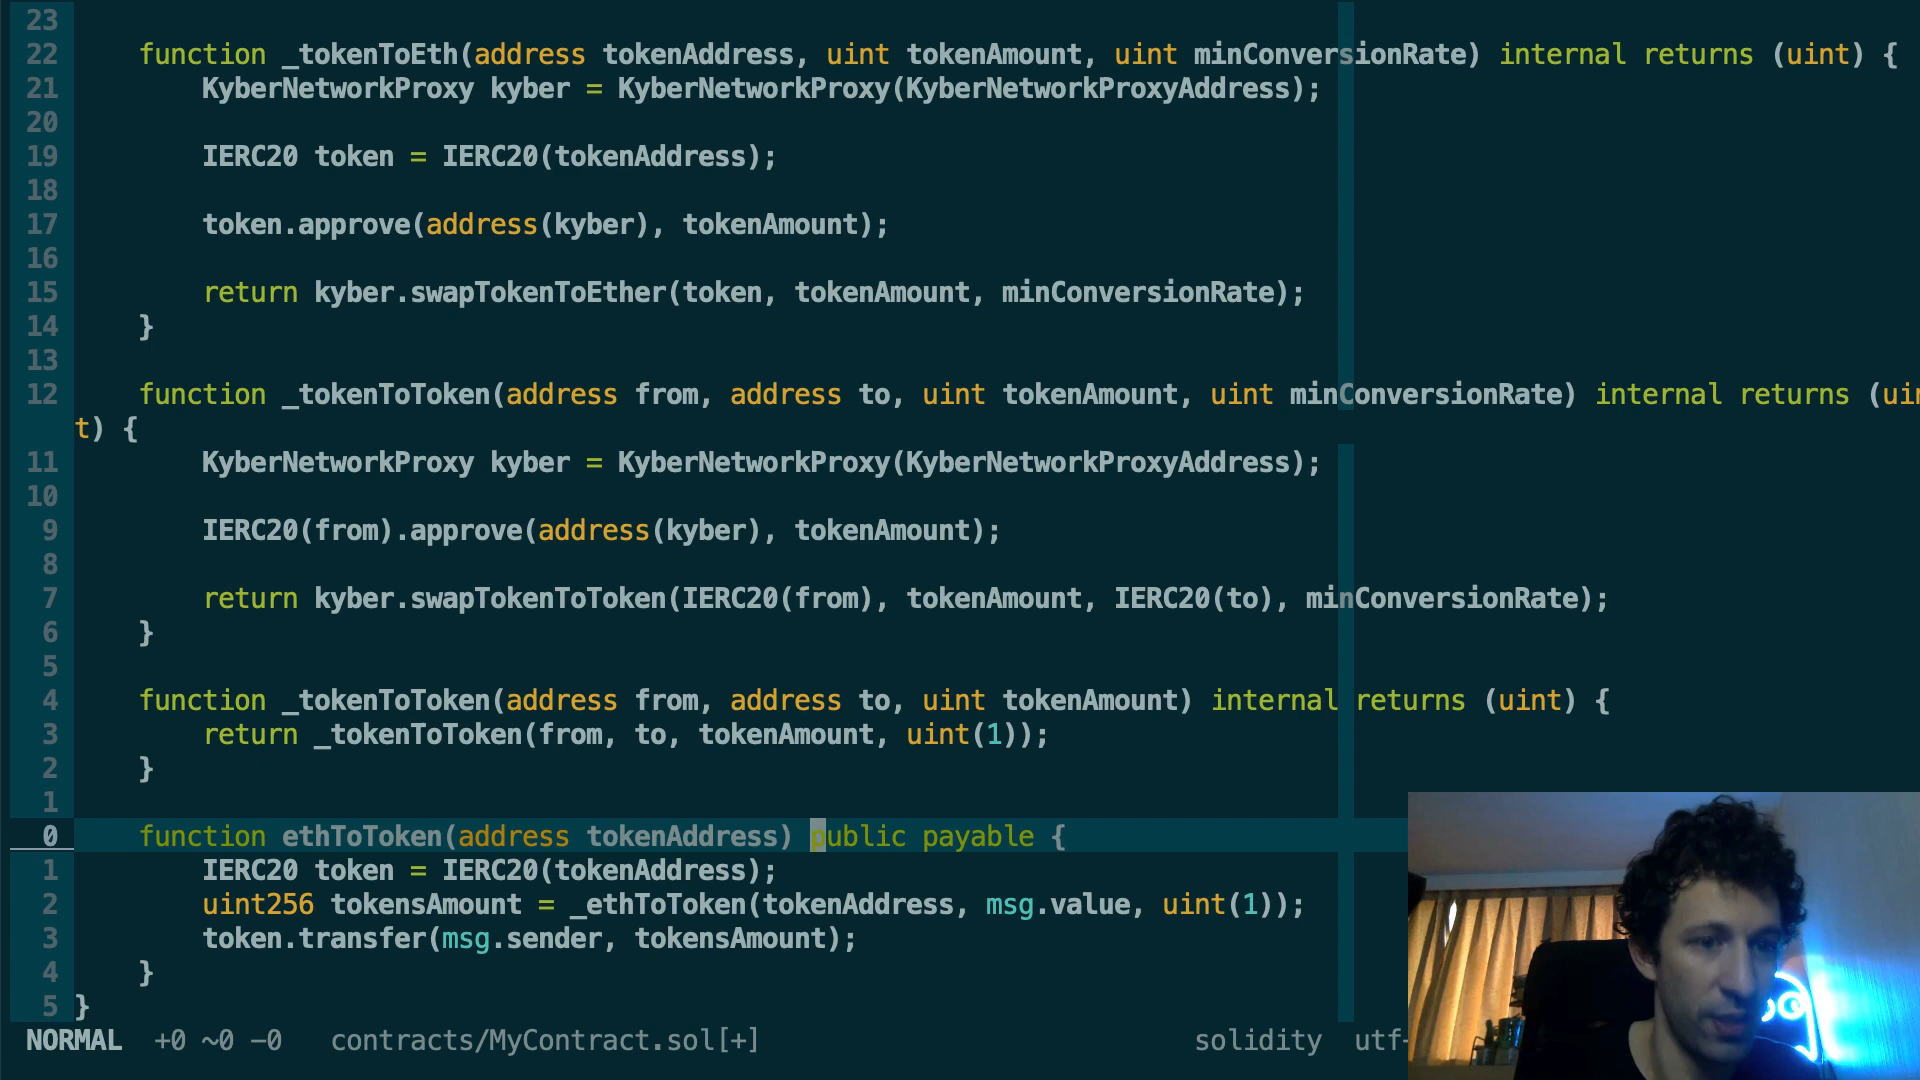 23
22     function _tokenToEth(address tokenAddress, uint tokenAmount, uint minConversionRate) internal returns (uint) {
21         KyberNetworkProxy kyber = KyberNetworkProxy(KyberNetworkProxyAddress);
20
19         IERC20 token = IERC20(tokenAddress);
18
17         token.approve(address(kyber), tokenAmount);
16
15         return kyber.swapTokenToEther(token, tokenAmount, minConversionRate);
14     }
13
12     function _tokenToToken(address from, address to, uint tokenAmount, uint minConversionRate) internal returns (uin
t) {
11         KyberNetworkProxy kyber = KyberNetworkProxy(KyberNetworkProxyAddress);
10
9         IERC20(from).approve(address(kyber), tokenAmount);
8
7         return kyber.swapTokenToToken(IERC20(from), tokenAmount, IERC20(to), minConversionRate);
6     }
5
4     function _tokenToToken(address from, address to, uint tokenAmount) internal returns (uint) {
3         return _tokenToToken(from, to, tokenAmount, uint(1));
2     }
1
0     function ethToToken(address tokenAddress) public payable {
1         IERC20 token = IERC20(tokenAddress);
2         uint256 tokensAmount = _ethToToken(tokenAddress, msg.value, uint(1));
3         token.transfer(msg.sender, tokensAmount);
4     }
5 }
NORMAL  +0 ~0 −0   contracts/MyContract.sol[+]   solidity  utf-